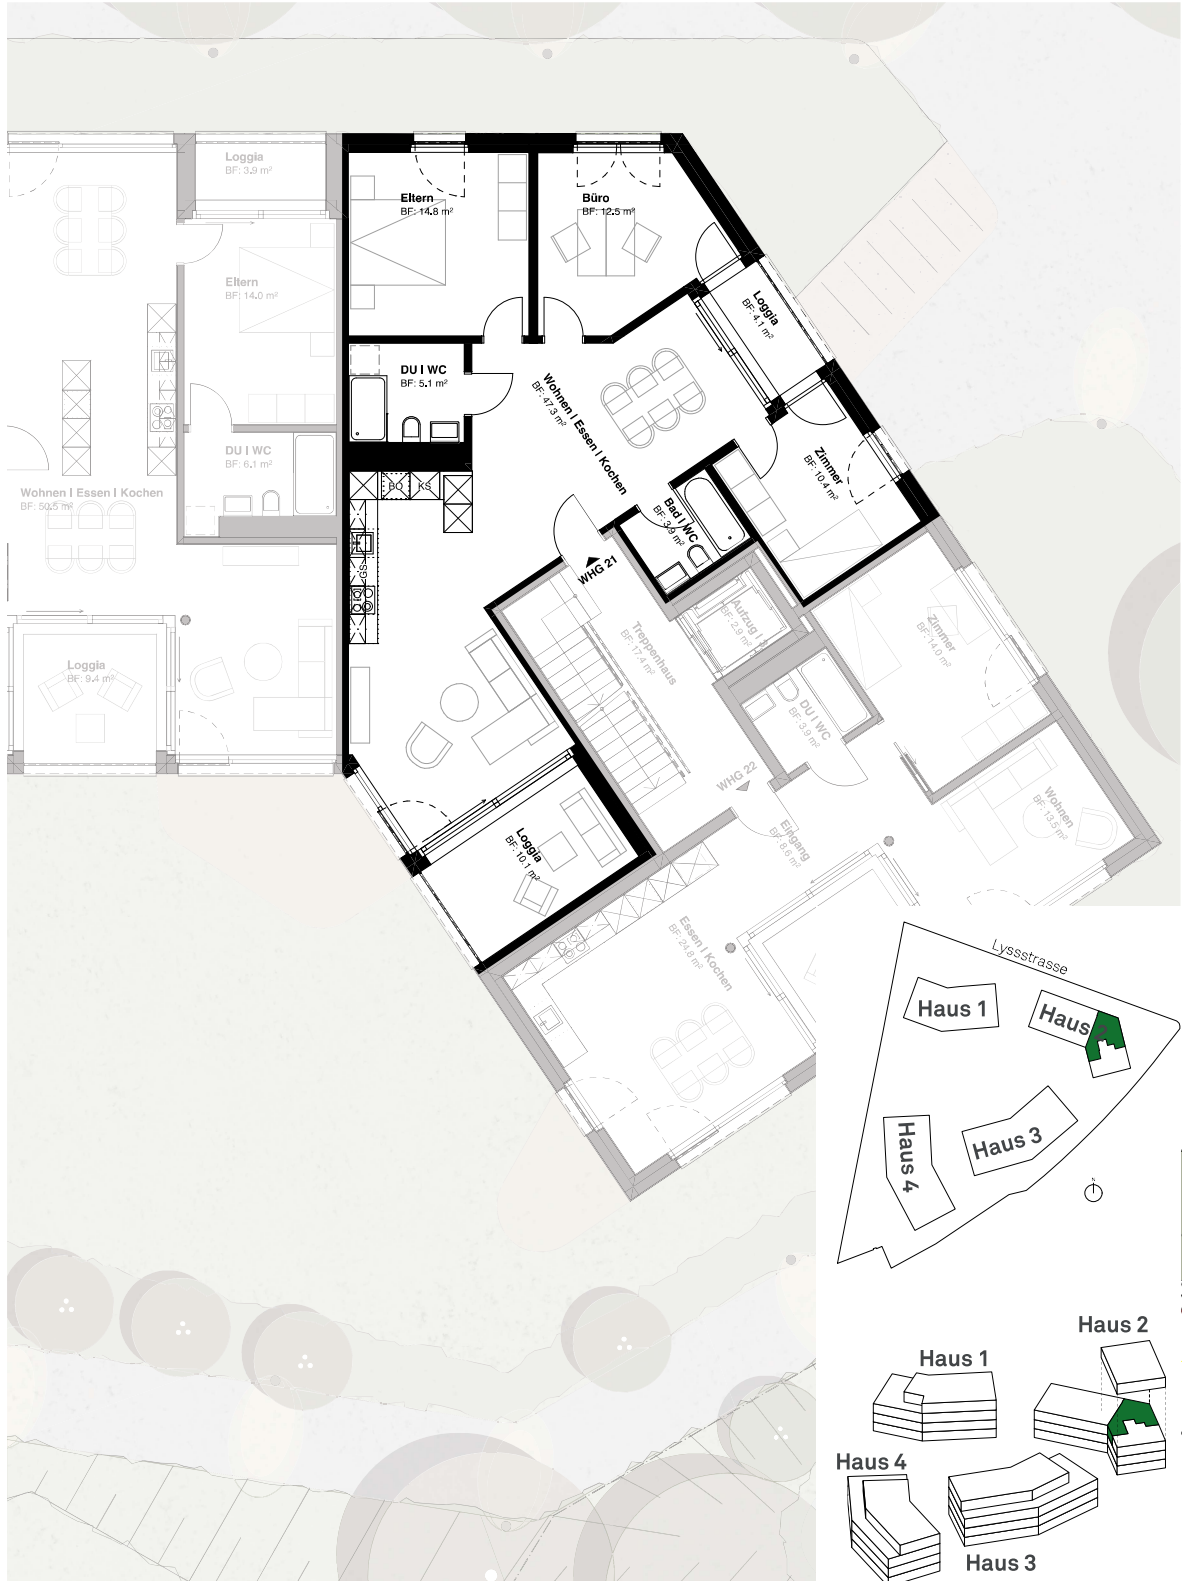 Loggia
BF: 3.9 m²
Eltern
BF: 14.8 m²
Büro
BF: 12.5 m²
Eltern
BF: 14.0 m²
Loggia
BF: 4.1 m²
DU I WC
BF: 5.1 m²
Wohnen I Essen I Kochen
BF: 47.3 m²
DU I WC
BF: 6.1 m²
Zimmer
BF: 10.4 m²
Wohnen I Essen I Kochen
BF: 50.5 m²
BO
KS
GS
Bad I WC
BF: 3.9 m²
WHG 21
Aufzug I
BF: 2.9 m²
Treppenhaus
BF: 17.4 m²
Zimmer
BF: 14.0 m²
Loggia
BF: 9.4 m²
DU I WC
BF: 3.9 m²
WHG 22
Wohnen
BF: 13.5 m²
Eingang
BF: 8.6 m²
Loggia
BF: 10.1 m²
Essen I Kochen
BF: 24.8 m²
Lyssstrasse
Haus 1
Haus 2
Haus 3
Haus 4
N
Haus 2
Haus 1
Haus 4
Haus 3